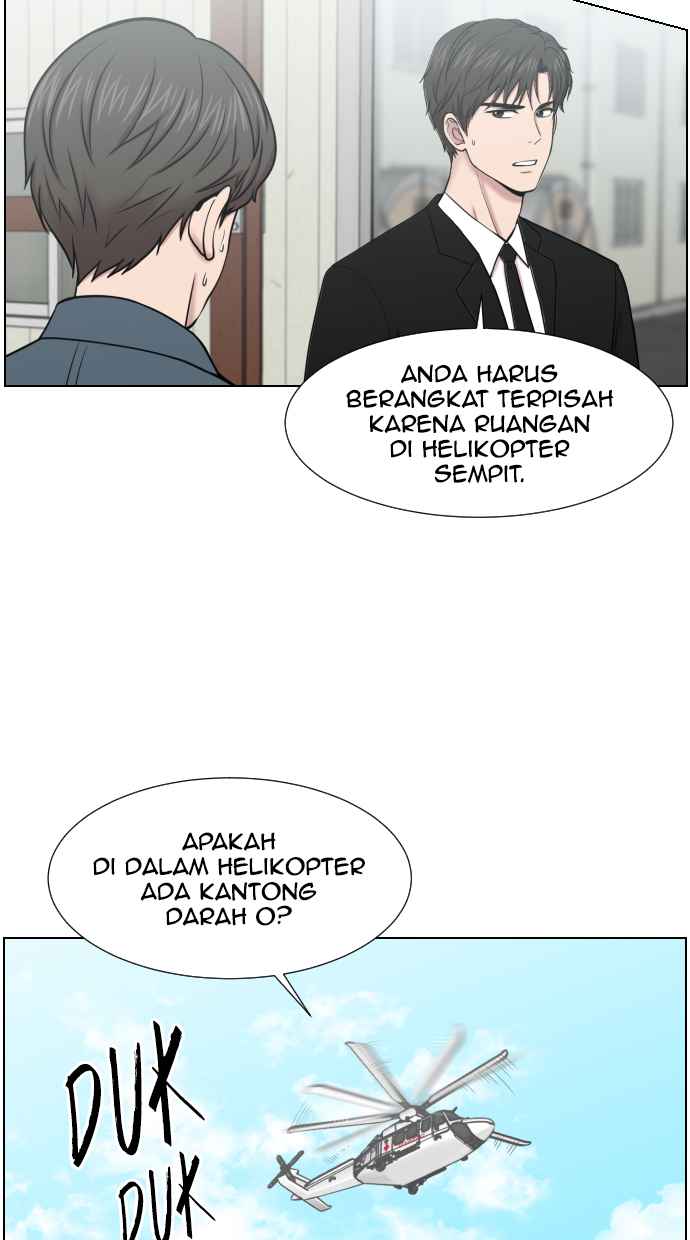 ANDA HARUS
BERANGKAT TERPISAH
KARENA RUANGAN
DI HELIKOPTER
SEMPIT.
APAKAH
DI DALAM HELIKOPTER
ADA KANTONG
DARAH O?
DUK
DUK